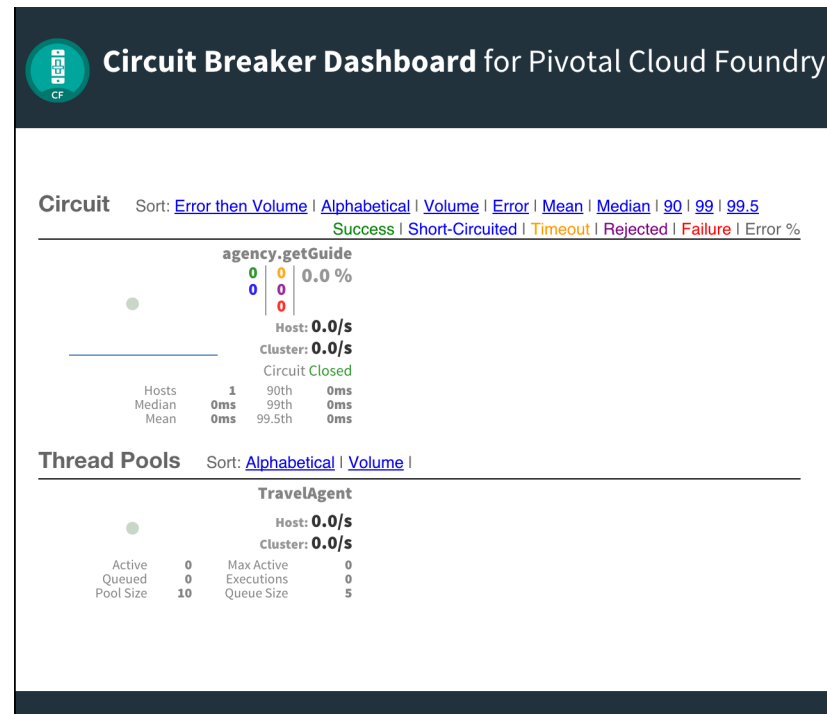 CF
Circuit Breaker Dashboard for Pivotal Cloud Foundry
Circuit Sort: Error then Volume | Alphabetical | Volume | Error | Mean | Median | 90 | 99 | 99.5
Success | Short-Circuited | Timeout | Rejected | Failure | Error %
agency.getGuide
0 0 0.0 %
0 0
0
Host: 0.0/s
Cluster: 0.0/s
Circuit Closed
Hosts 1 90th 0ms
Median 0ms 99th 0ms
Mean 0ms 99.5th 0ms
Thread Pools Sort: Alphabetical | Volume |
TravelAgent
Host: 0.0/s
Cluster: 0.0/s
Active 0 Max Active 0
Queued 0 Executions 0
Pool Size 10 Queue Size 5